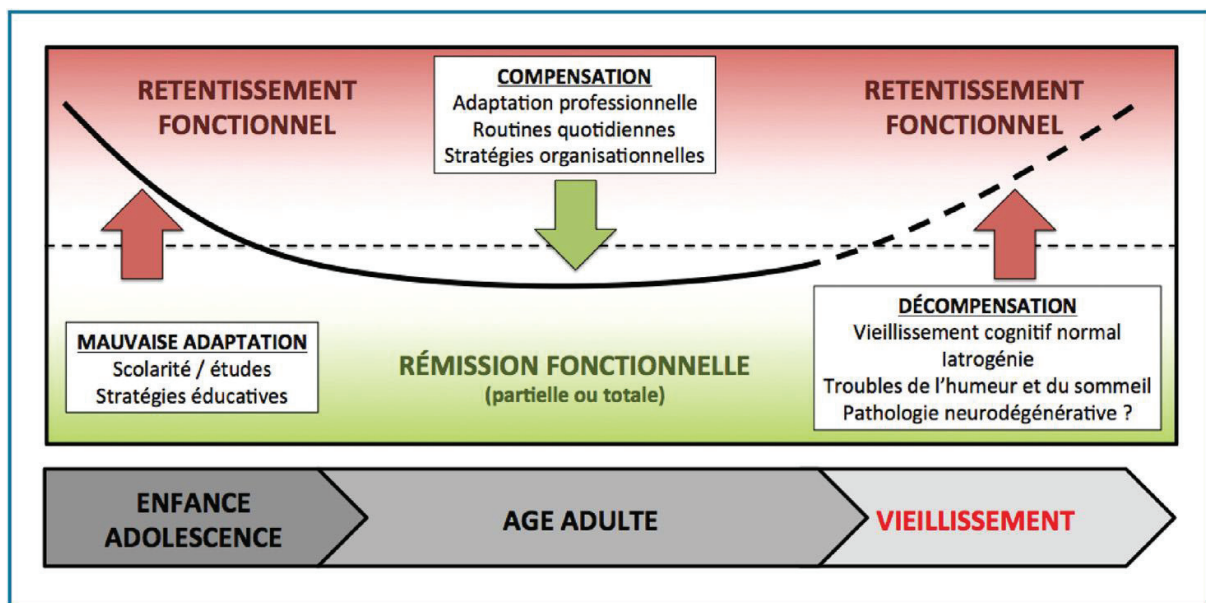 RETENTISSEMENT
FONCTIONNEL
COMPENSATION
Adaptation professionnelle
Routines quotidiennes
Stratégies organisationnelles
RETENTISSEMENT
FONCTIONNEL
MAUVAISE ADAPTATION
Scolarité / études
Stratégies éducatives
RÉMISSION FONCTIONNELLE
(partielle ou totale)
DÉCOMPENSATION
Vieillissement cognitif normal
Iatrogénie
Troubles de l'humeur et du sommeil
Pathologie neurodégénérative ?
ENFANCE
ADOLESCENCE
AGE ADULTE
VIEILLISSEMENT